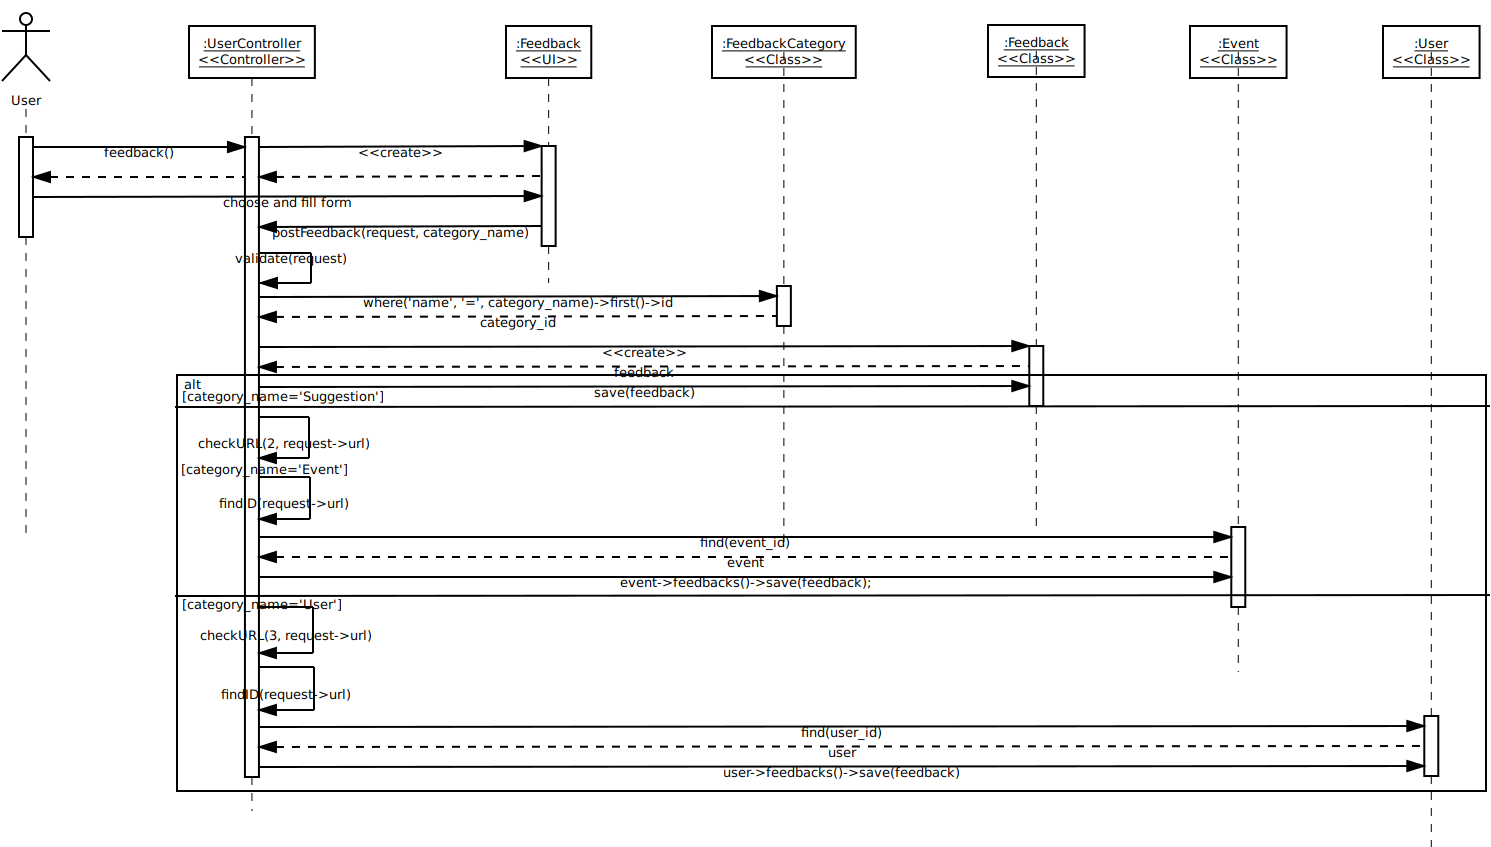 :UserController
<<Controller>>
:Feedback
<<UI>>
:FeedbackCategory
<<Class>>
:Feedback
<<Class>>
:Event
<<Class>>
:User
<<Class>>
User
feedback()
<<create>>
choose and fill form
postFeedback(request, category_name)
validate(request)
where('name', '=', category_name)->first()->id
category_id
<<create>>
feedback
alt
[category_name='Suggestion']
save(feedback)
checkURL(2, request->url)
[category_name='Event']
findID(request->url)
find(event_id)
event
event->feedbacks()->save(feedback);
[category_name='User']
checkURL(3, request->url)
findID(request->url)
find(user_id)
user
user->feedbacks()->save(feedback)